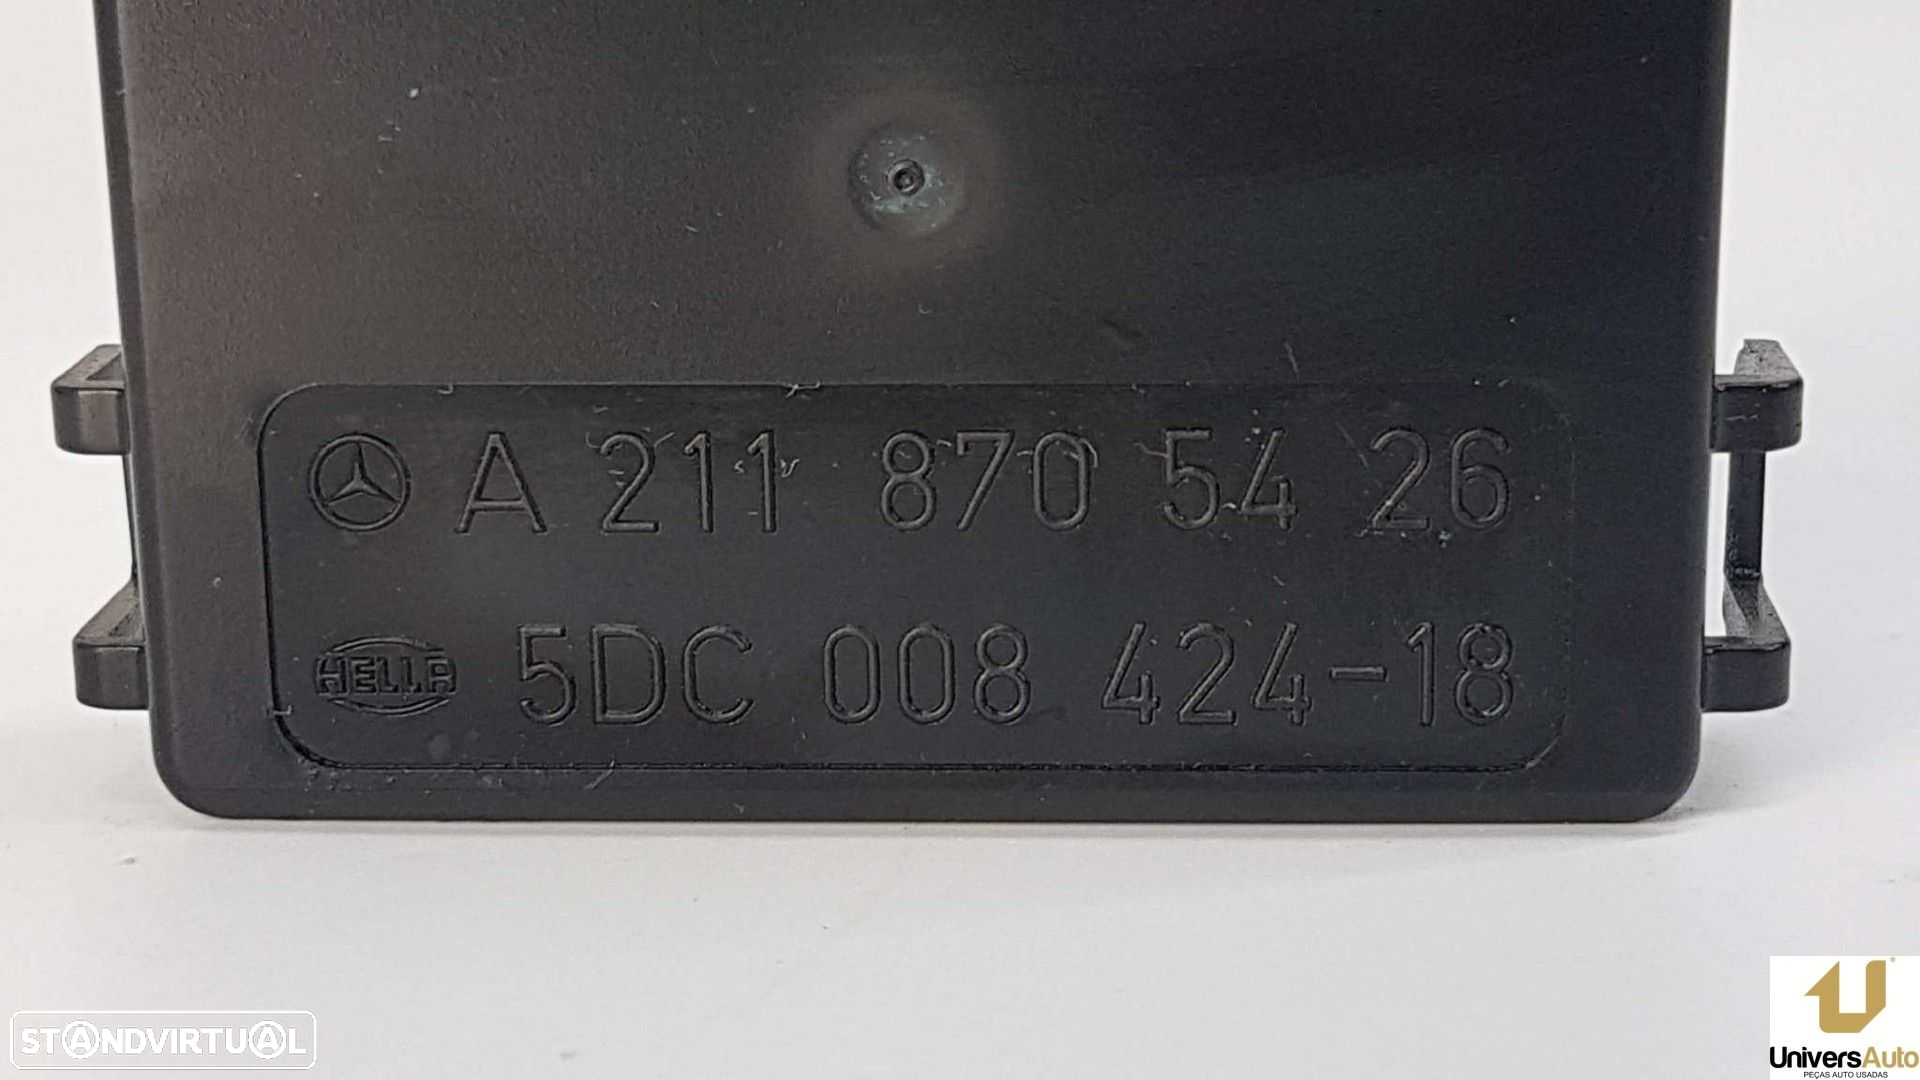 A 211 870 54 26
HELLA 5DC 008 424-18
STANDVIRTUAL
UniversAuto
PEÇAS AUTO USADAS